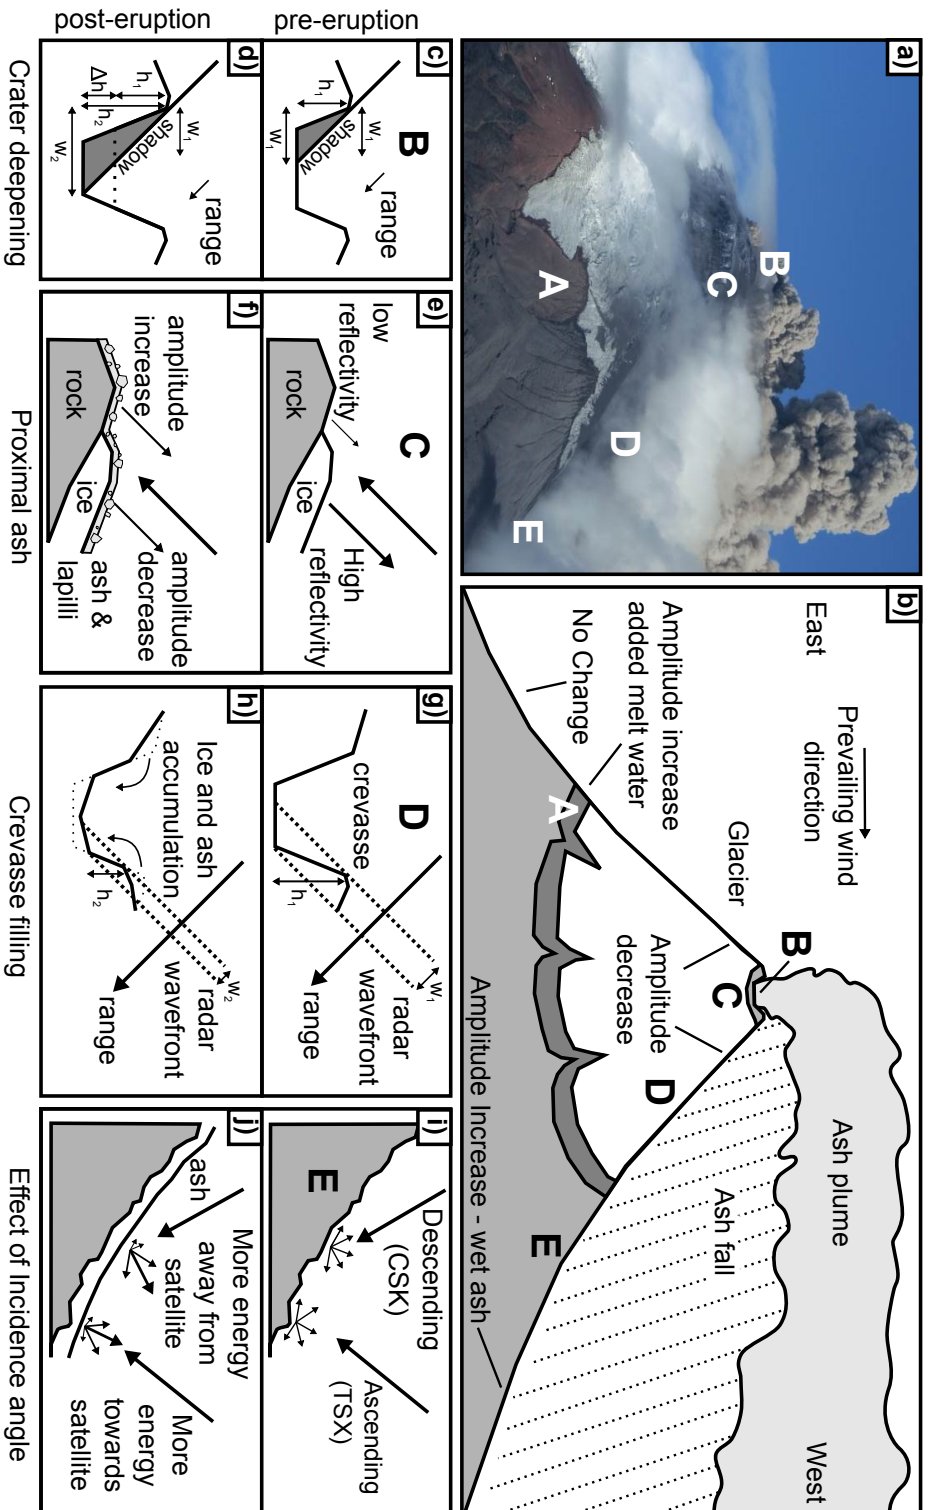 a)
B
C
A
D
E
b)
East
Prevailing wind
direction
West
Ash plume
Glacier
B
C
Ash fall
Amplitude increase
added melt water
Amplitude
decrease
D
No Change
A
E
Amplitude Increase - wet ash
pre-eruption
c)
B
h₁
w₁
w₁
shadow
range
e)
C
low
reflectivity
rock
ice
High
reflectivity
g)
D
crevasse
h₁
w₁
radar
wavefront
range
i)
E
Descending
(CSK)
Ascending
(TSX)
post-eruption
d)
h₁
Δh
h₂
w₁
w₂
shadow
range
f)
amplitude
increase
rock
ice
amplitude
decrease
ash &
lapilli
h)
Ice and ash
accumulation
h₂
w₂
radar
wavefront
range
j)
ash
More energy
away from
satellite
More
energy
towards
satellite
Crater deepening
Proximal ash
Crevasse filling
Effect of Incidence angle